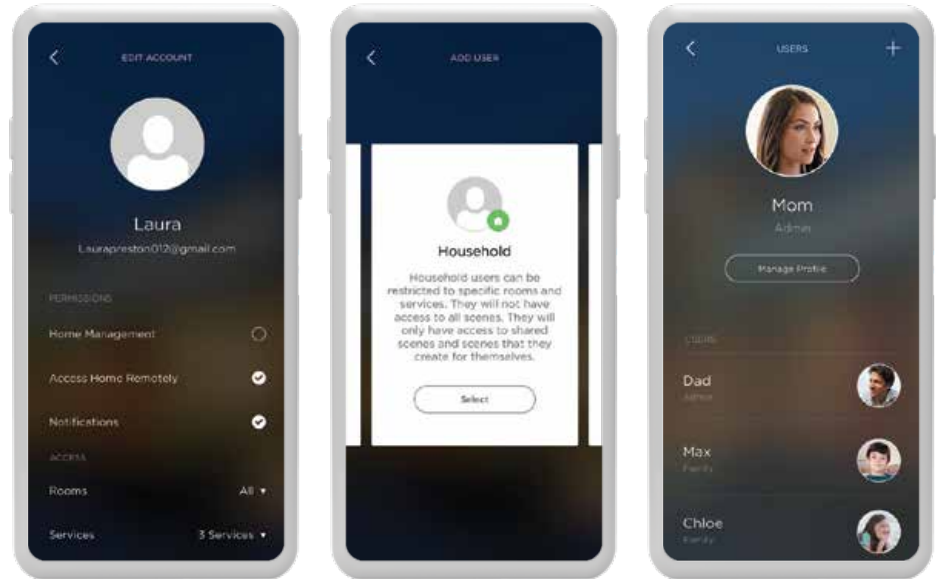 EDIT ACCOUNT
Laura
Laurapreston012@gmail.com
PERMISSIONS
Home Management
Access Home Remotely
Notifications
ACCESS
Rooms All
Services 3 Services
ADD USER
Household
Household users can be
restricted to specific rooms and
services. They will not have
access to all scenes. They will
only have access to shared
scenes and scenes that they
create for themselves.
Select
USERS
Mom
Admin
Manage Profile
USERS
Dad
Admin
Max
Family
Chloe
Family